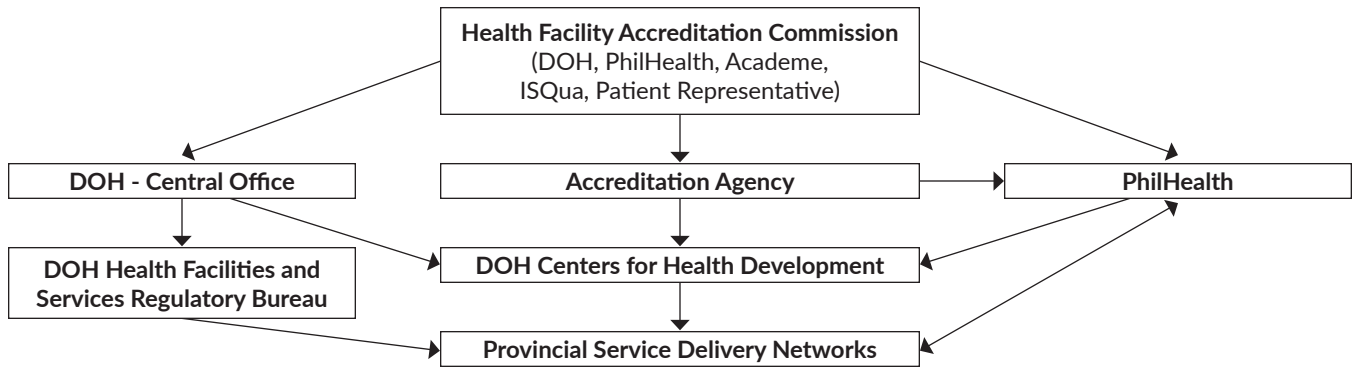 Health Facility Accreditation Commission
(DOH, PhilHealth, Academe,
ISQua, Patient Representative)
DOH - Central Office
Accreditation Agency
PhilHealth
DOH Health Facilities and
Services Regulatory Bureau
DOH Centers for Health Development
Provincial Service Delivery Networks